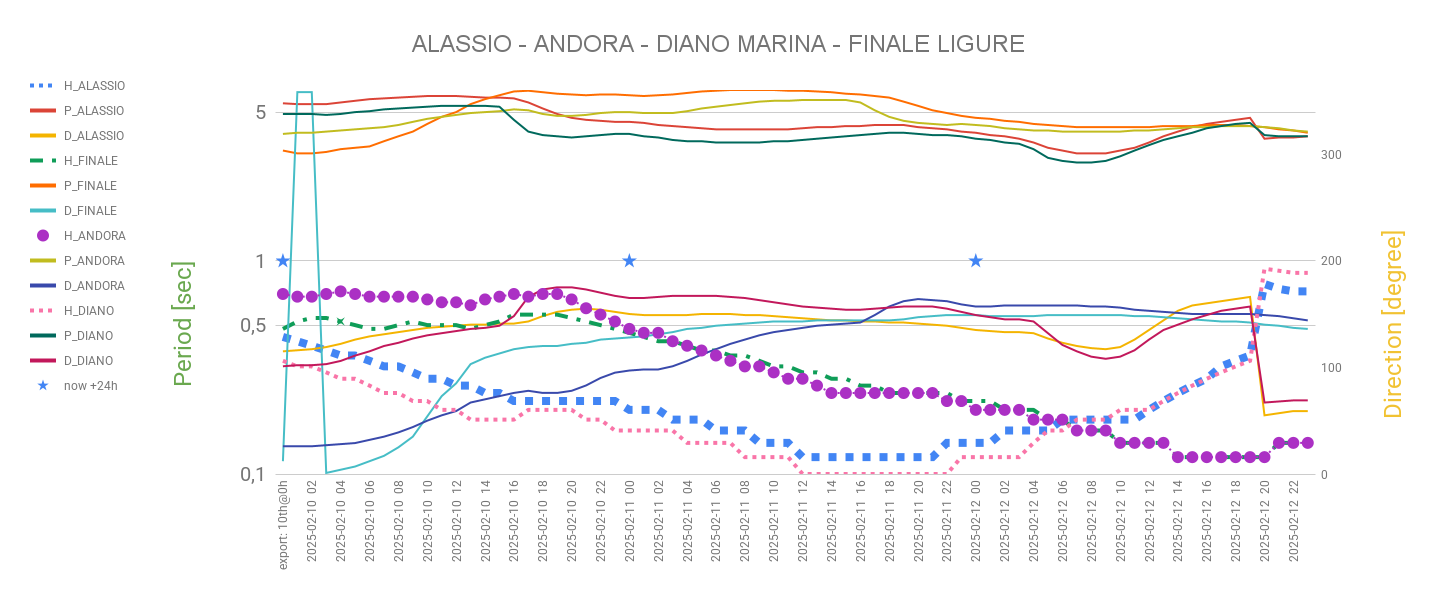 ALASSIO - ANDORA - DIANO MARINA - FINALE LIGURE
H_ALASSIO
P_ALASSIO
D_ALASSIO
H_FINALE
P_FINALE
D_FINALE
H_ANDORA
P_ANDORA
D_ANDORA
H_DIANO
P_DIANO
D_DIANO
now +24h
Period [sec]
5
1
0,5
0,1
300
200
100
0
Direction [degree]
export: 10th@0h
2025-02-10 02
2025-02-10 04
2025-02-10 06
2025-02-10 08
2025-02-10 10
2025-02-10 12
2025-02-10 14
2025-02-10 16
2025-02-10 18
2025-02-10 20
2025-02-10 22
2025-02-11 00
2025-02-11 02
2025-02-11 04
2025-02-11 06
2025-02-11 08
2025-02-11 10
2025-02-11 12
2025-02-11 14
2025-02-11 16
2025-02-11 18
2025-02-11 20
2025-02-11 22
2025-02-12 00
2025-02-12 02
2025-02-12 04
2025-02-12 06
2025-02-12 08
2025-02-12 10
2025-02-12 12
2025-02-12 14
2025-02-12 16
2025-02-12 18
2025-02-12 20
2025-02-12 22